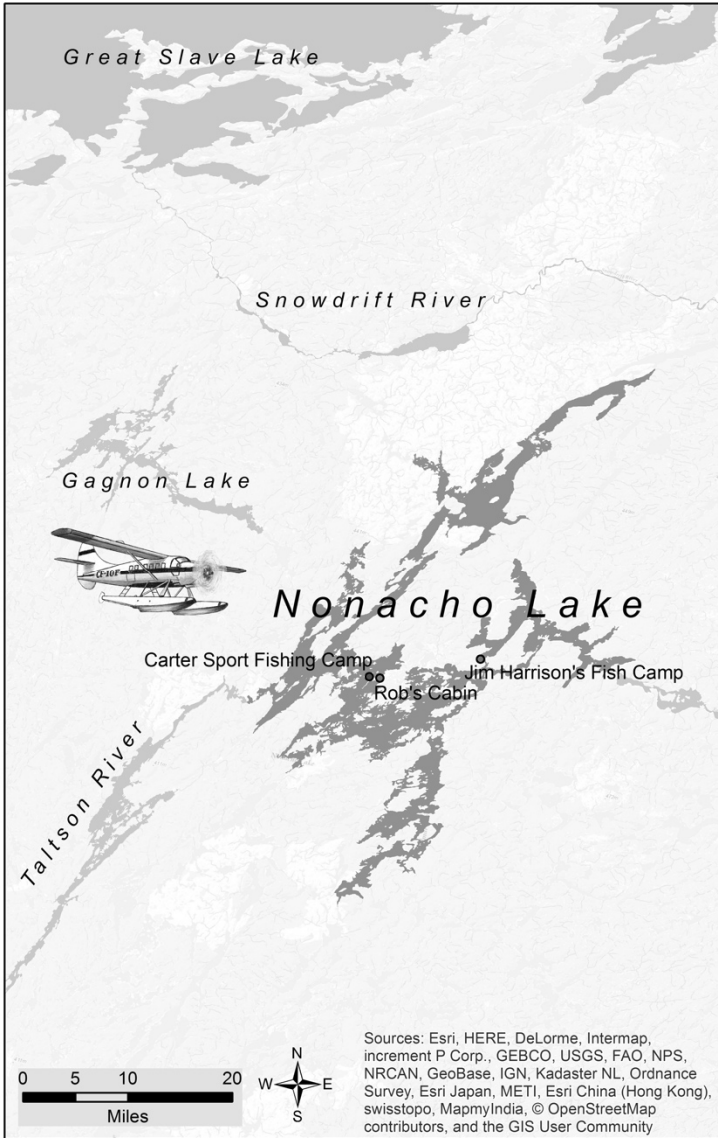 Great Slave Lake
Snowdrift River
Gagnon Lake
Nonacho Lake
Carter Sport Fishing Camp
Rob's Cabin
Jim Harrison's Fish Camp
Taltson River
0 5 10 20
Miles
N
W E
S
Sources: Esri, HERE, DeLorme, Intermap,
increment P Corp., GEBCO, USGS, FAO, NPS,
NRCAN, GeoBase, IGN, Kadaster NL, Ordnance
Survey, Esri Japan, METI, Esri China (Hong Kong),
swisstopo, MapmyIndia, © OpenStreetMap
contributors, and the GIS User Community